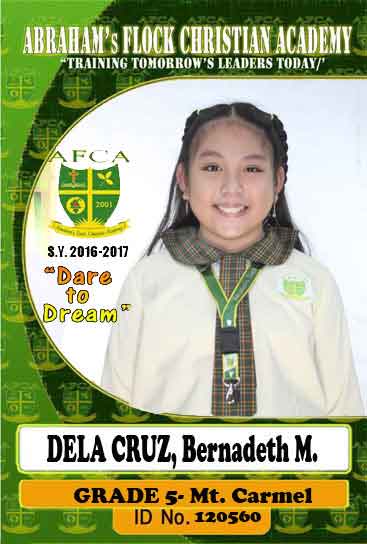 ABRAHAM's FLOCK CHRISTIAN ACADEMY
“TRAINING TOMORROW'S LEADERS TODAY/'
AFCA
2001
S.Y. 2016-2017
“Dare
to
Dream”
DELA CRUZ, Bernadeth M.
GRADE 5- Mt. Carmel
ID No. 120560